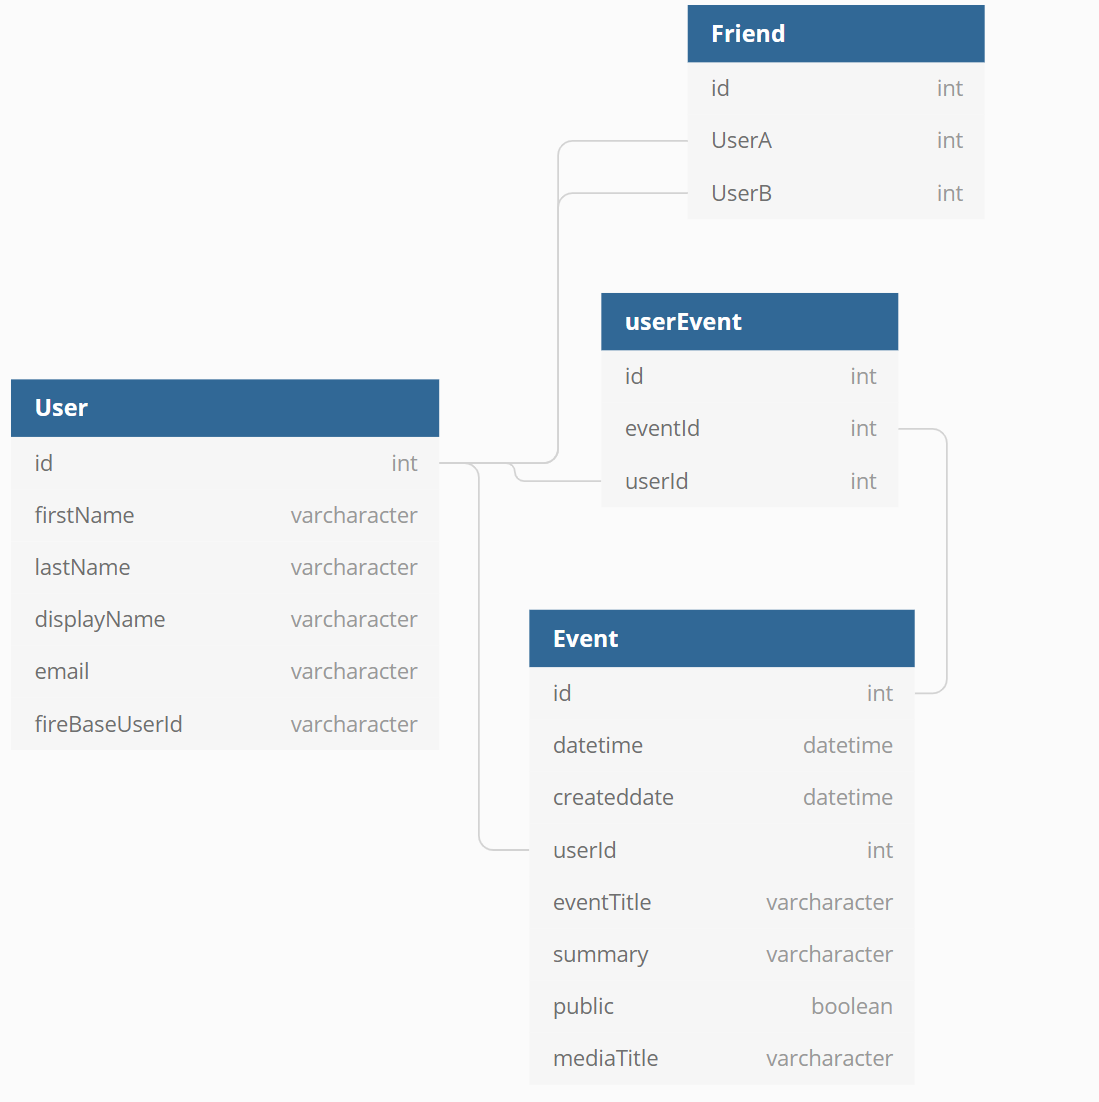 Friend
id int
UserA int
UserB int
userEvent
id int
eventId int
userId int
User
id int
firstName varcharacter
lastName varcharacter
displayName varcharacter
email varcharacter
fireBaseUserId varcharacter
Event
id int
datetime datetime
createddate datetime
userId int
eventTitle varcharacter
summary varcharacter
public boolean
mediaTitle varcharacter